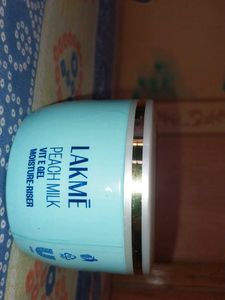 LAKMĒ
PEACH MILK
VIT E GEL
MOISTURE-RISER